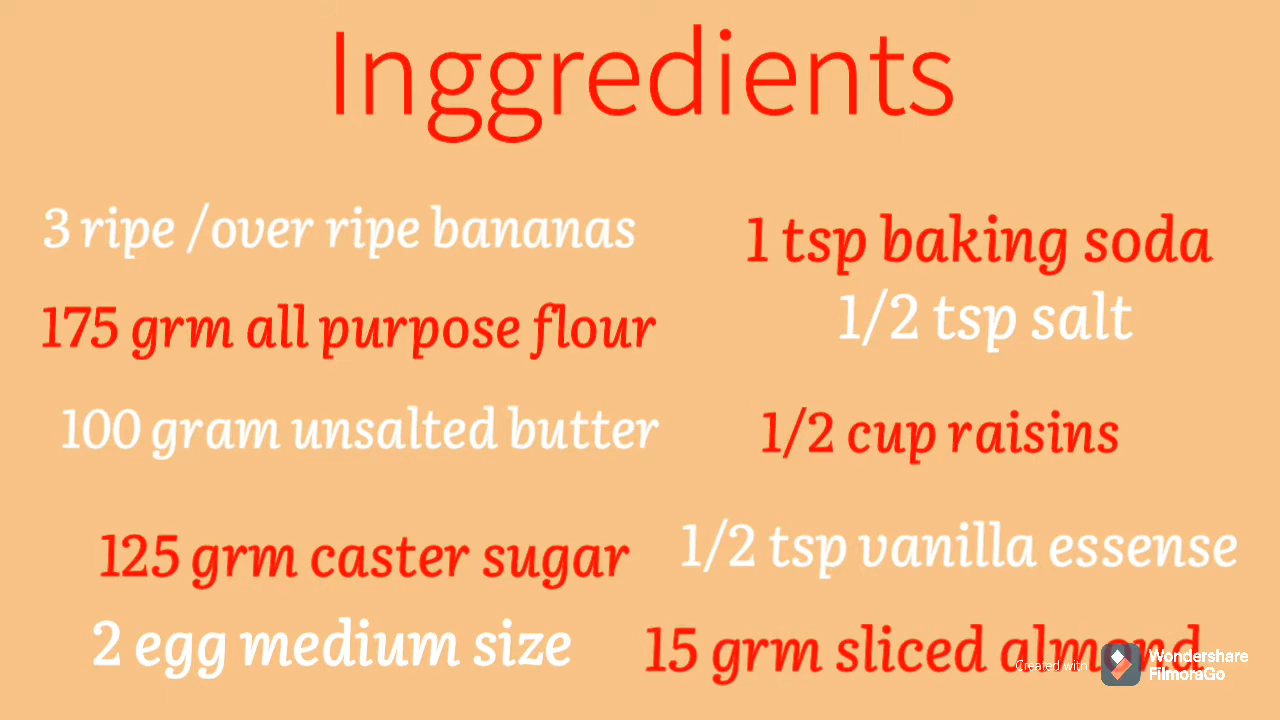 Inggredients
3 ripe /over ripe bananas
175 grm all purpose flour
100 gram unsalted butter
125 grm caster sugar
2 egg medium size
1 tsp baking soda
1/2 tsp salt
1/2 cup raisins
1/2 tsp vanilla essense
15 grm sliced almond
Created with
Wondershare
FilmoraGo